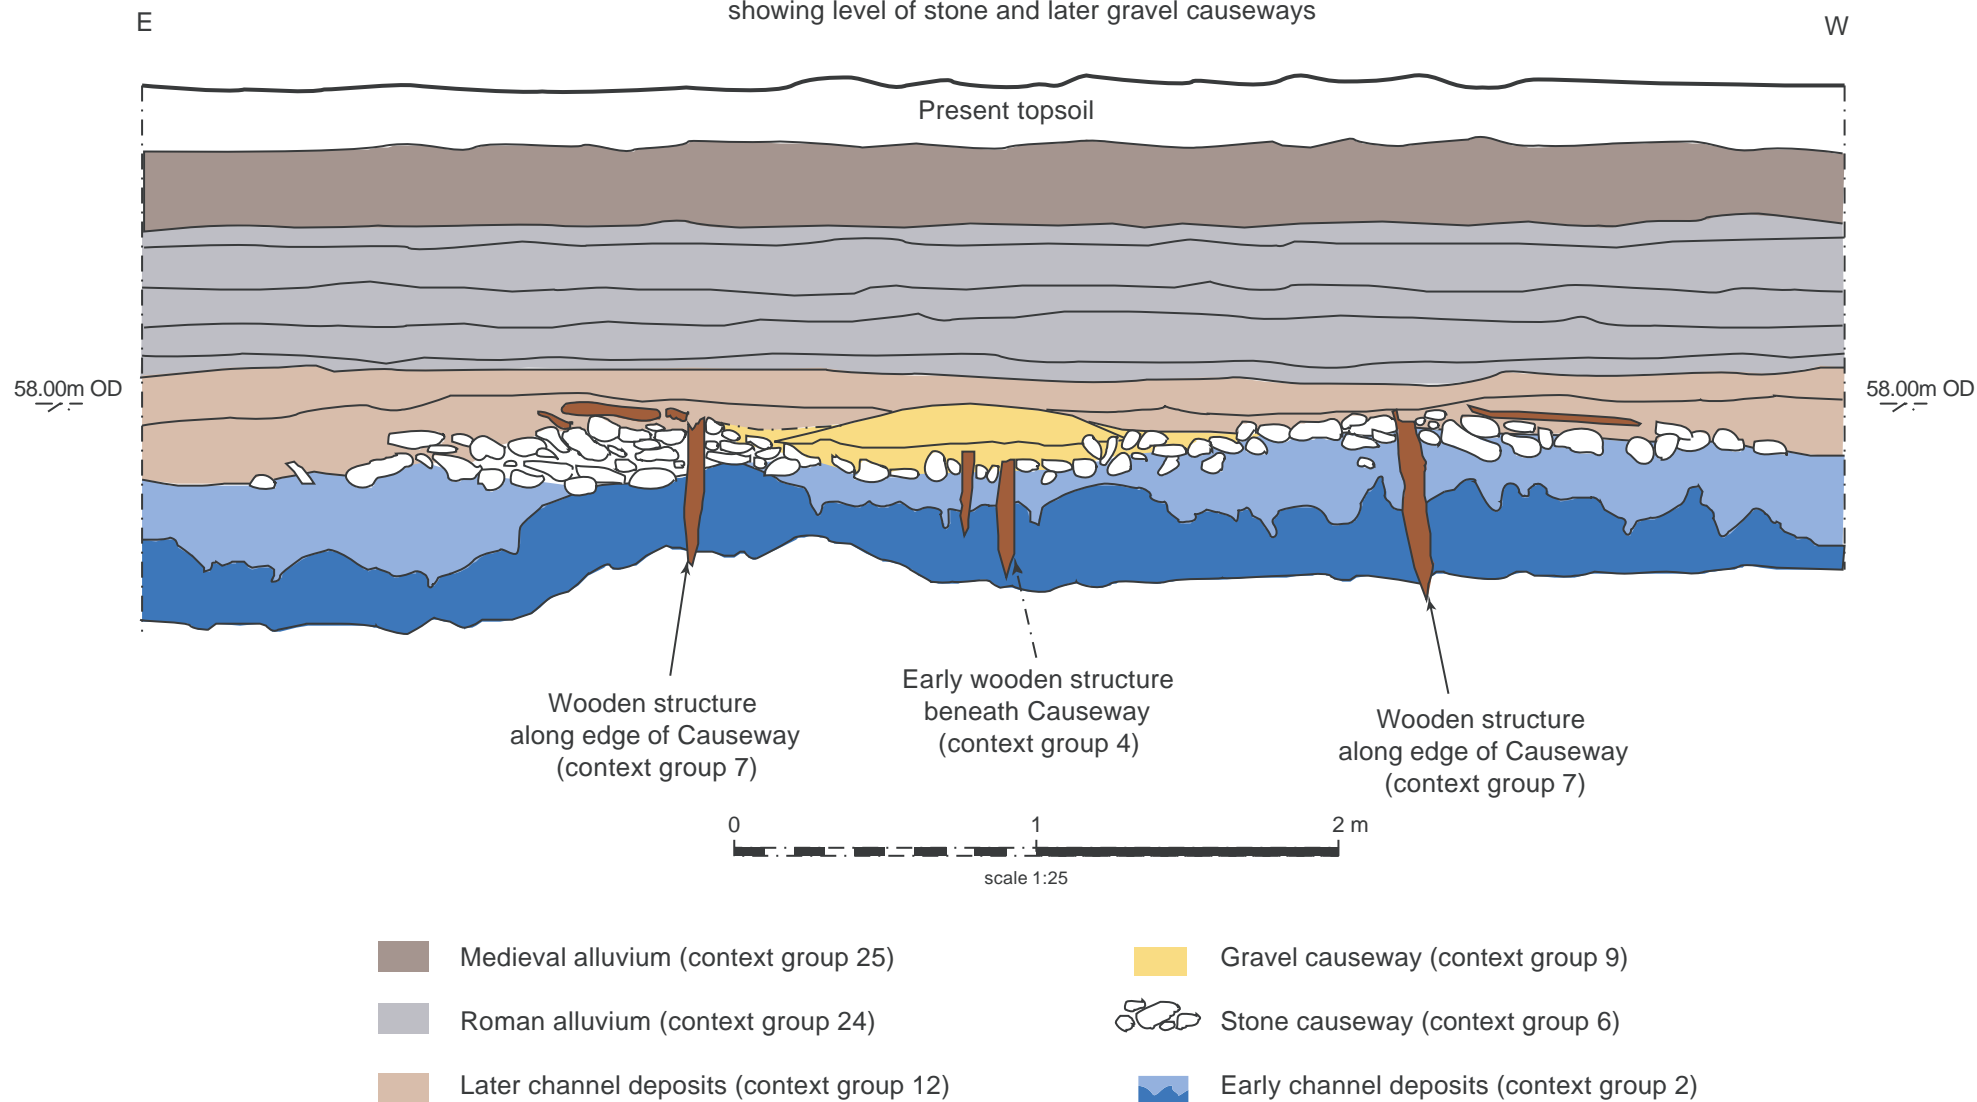 showing level of stone and later gravel causeways
E
W
Present topsoil
58.00m OD
58.00m OD
Wooden structure
along edge of Causeway
(context group 7)
Early wooden structure
beneath Causeway
(context group 4)
Wooden structure
along edge of Causeway
(context group 7)
0 1 2 m
scale 1:25
Medieval alluvium (context group 25)
Roman alluvium (context group 24)
Later channel deposits (context group 12)
Gravel causeway (context group 9)
Stone causeway (context group 6)
Early channel deposits (context group 2)